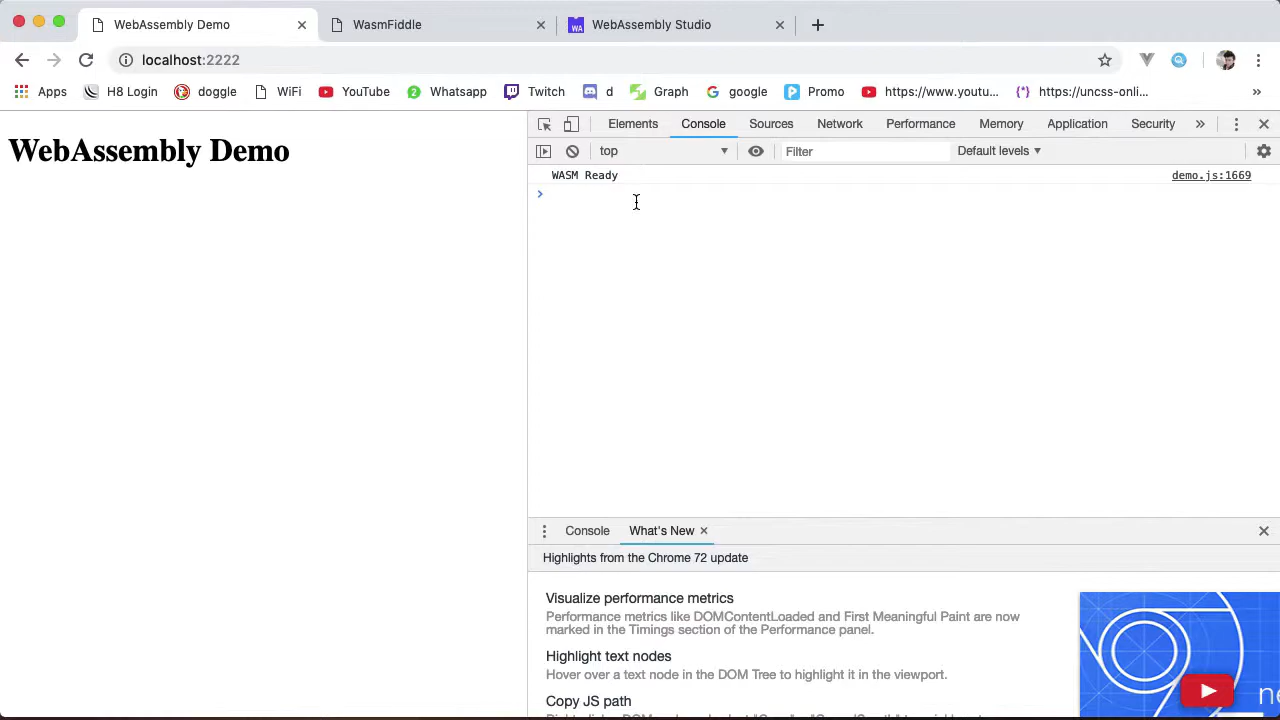 WebAssembly Demo
WasmFiddle
WebAssembly Studio
localhost:2222
Apps
H8 Login
doggle
WiFi
YouTube
Whatsapp
Twitch
d
Graph
google
Promo
https://www.youtu...
https://uncss-onli...
»
WebAssembly Demo
Elements
Console
Sources
Network
Performance
Memory
Application
Security
»
top
Filter
Default levels
WASM Ready
demo.js:1669
Console
What's New
Highlights from the Chrome 72 update
Visualize performance metrics
Performance metrics like DOMContentLoaded and First Meaningful Paint are now
marked in the Timings section of the Performance panel.
Highlight text nodes
Hover over a text node in the DOM Tree to highlight it in the viewport.
Copy JS path